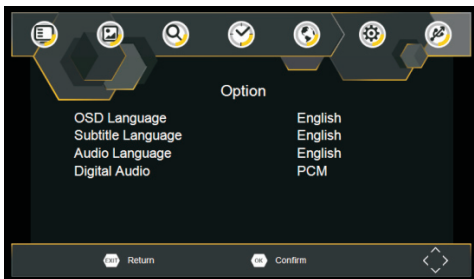 Option
OSD Language English
Subtitle Language English
Audio Language English
Digital Audio PCM
EXIT Return OK Confirm